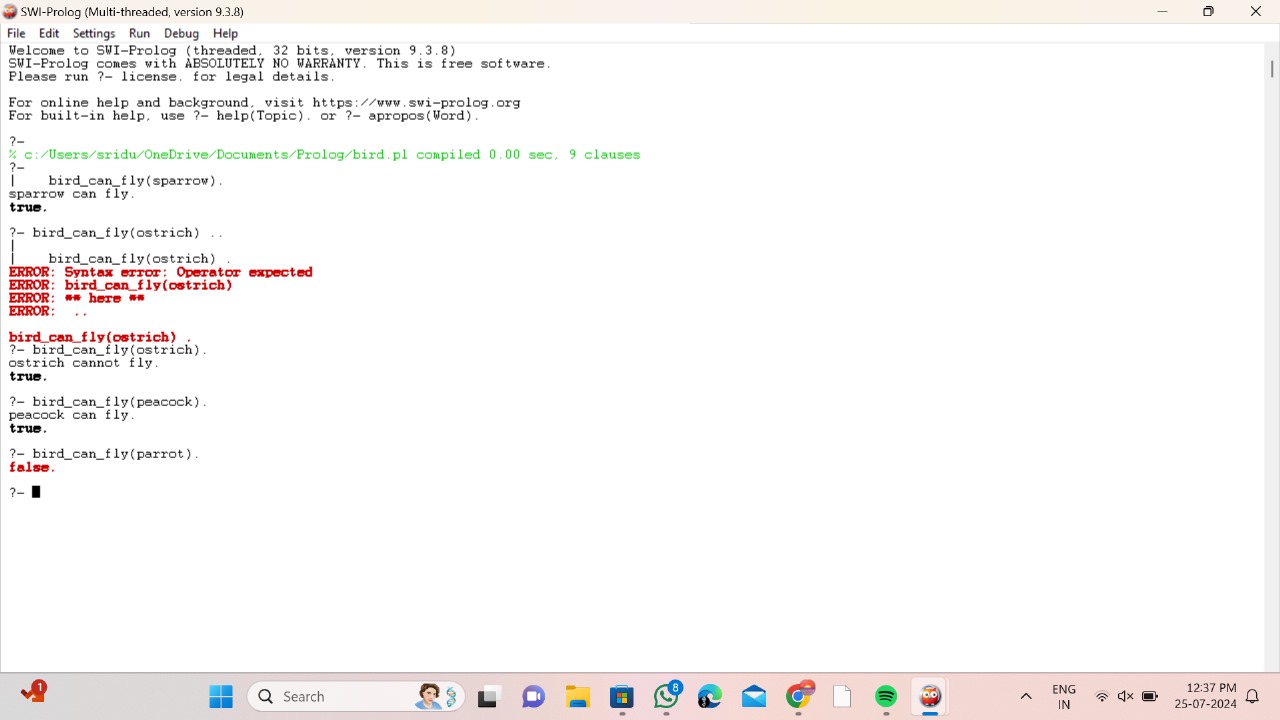 SWI-Prolog (Multi-threaded, version 9.3.8)
File Edit Settings Run Debug Help
Welcome to SWI-Prolog (threaded, 32 bits, version 9.3.8)
SWI-Prolog comes with ABSOLUTELY NO WARRANTY. This is free software.
Please run ?- license. for legal details.
For online help and background, visit https://www.swi-prolog.org
For built-in help, use ?- help(Topic). or ?- apropos(Word).
?-
% c:/Users/sridu/OneDrive/Documents/Prolog/bird.pl compiled 0.00 sec, 9 clauses
?-
|    bird_can_fly(sparrow).
sparrow can fly.
true.
?- bird_can_fly(ostrich) ..
|
|    bird_can_fly(ostrich) .
ERROR: Syntax error: Operator expected
ERROR: bird_can_fly(ostrich)
ERROR: ** here **
ERROR:  ..
bird_can_fly(ostrich) .
?- bird_can_fly(ostrich).
ostrich cannot fly.
true.
?- bird_can_fly(peacock).
peacock can fly.
true.
?- bird_can_fly(parrot).
false.
?-
1
Search
8
ENG
IN
12:37 PM
25-07-2024